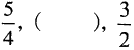 5/4, (      ), 3/2